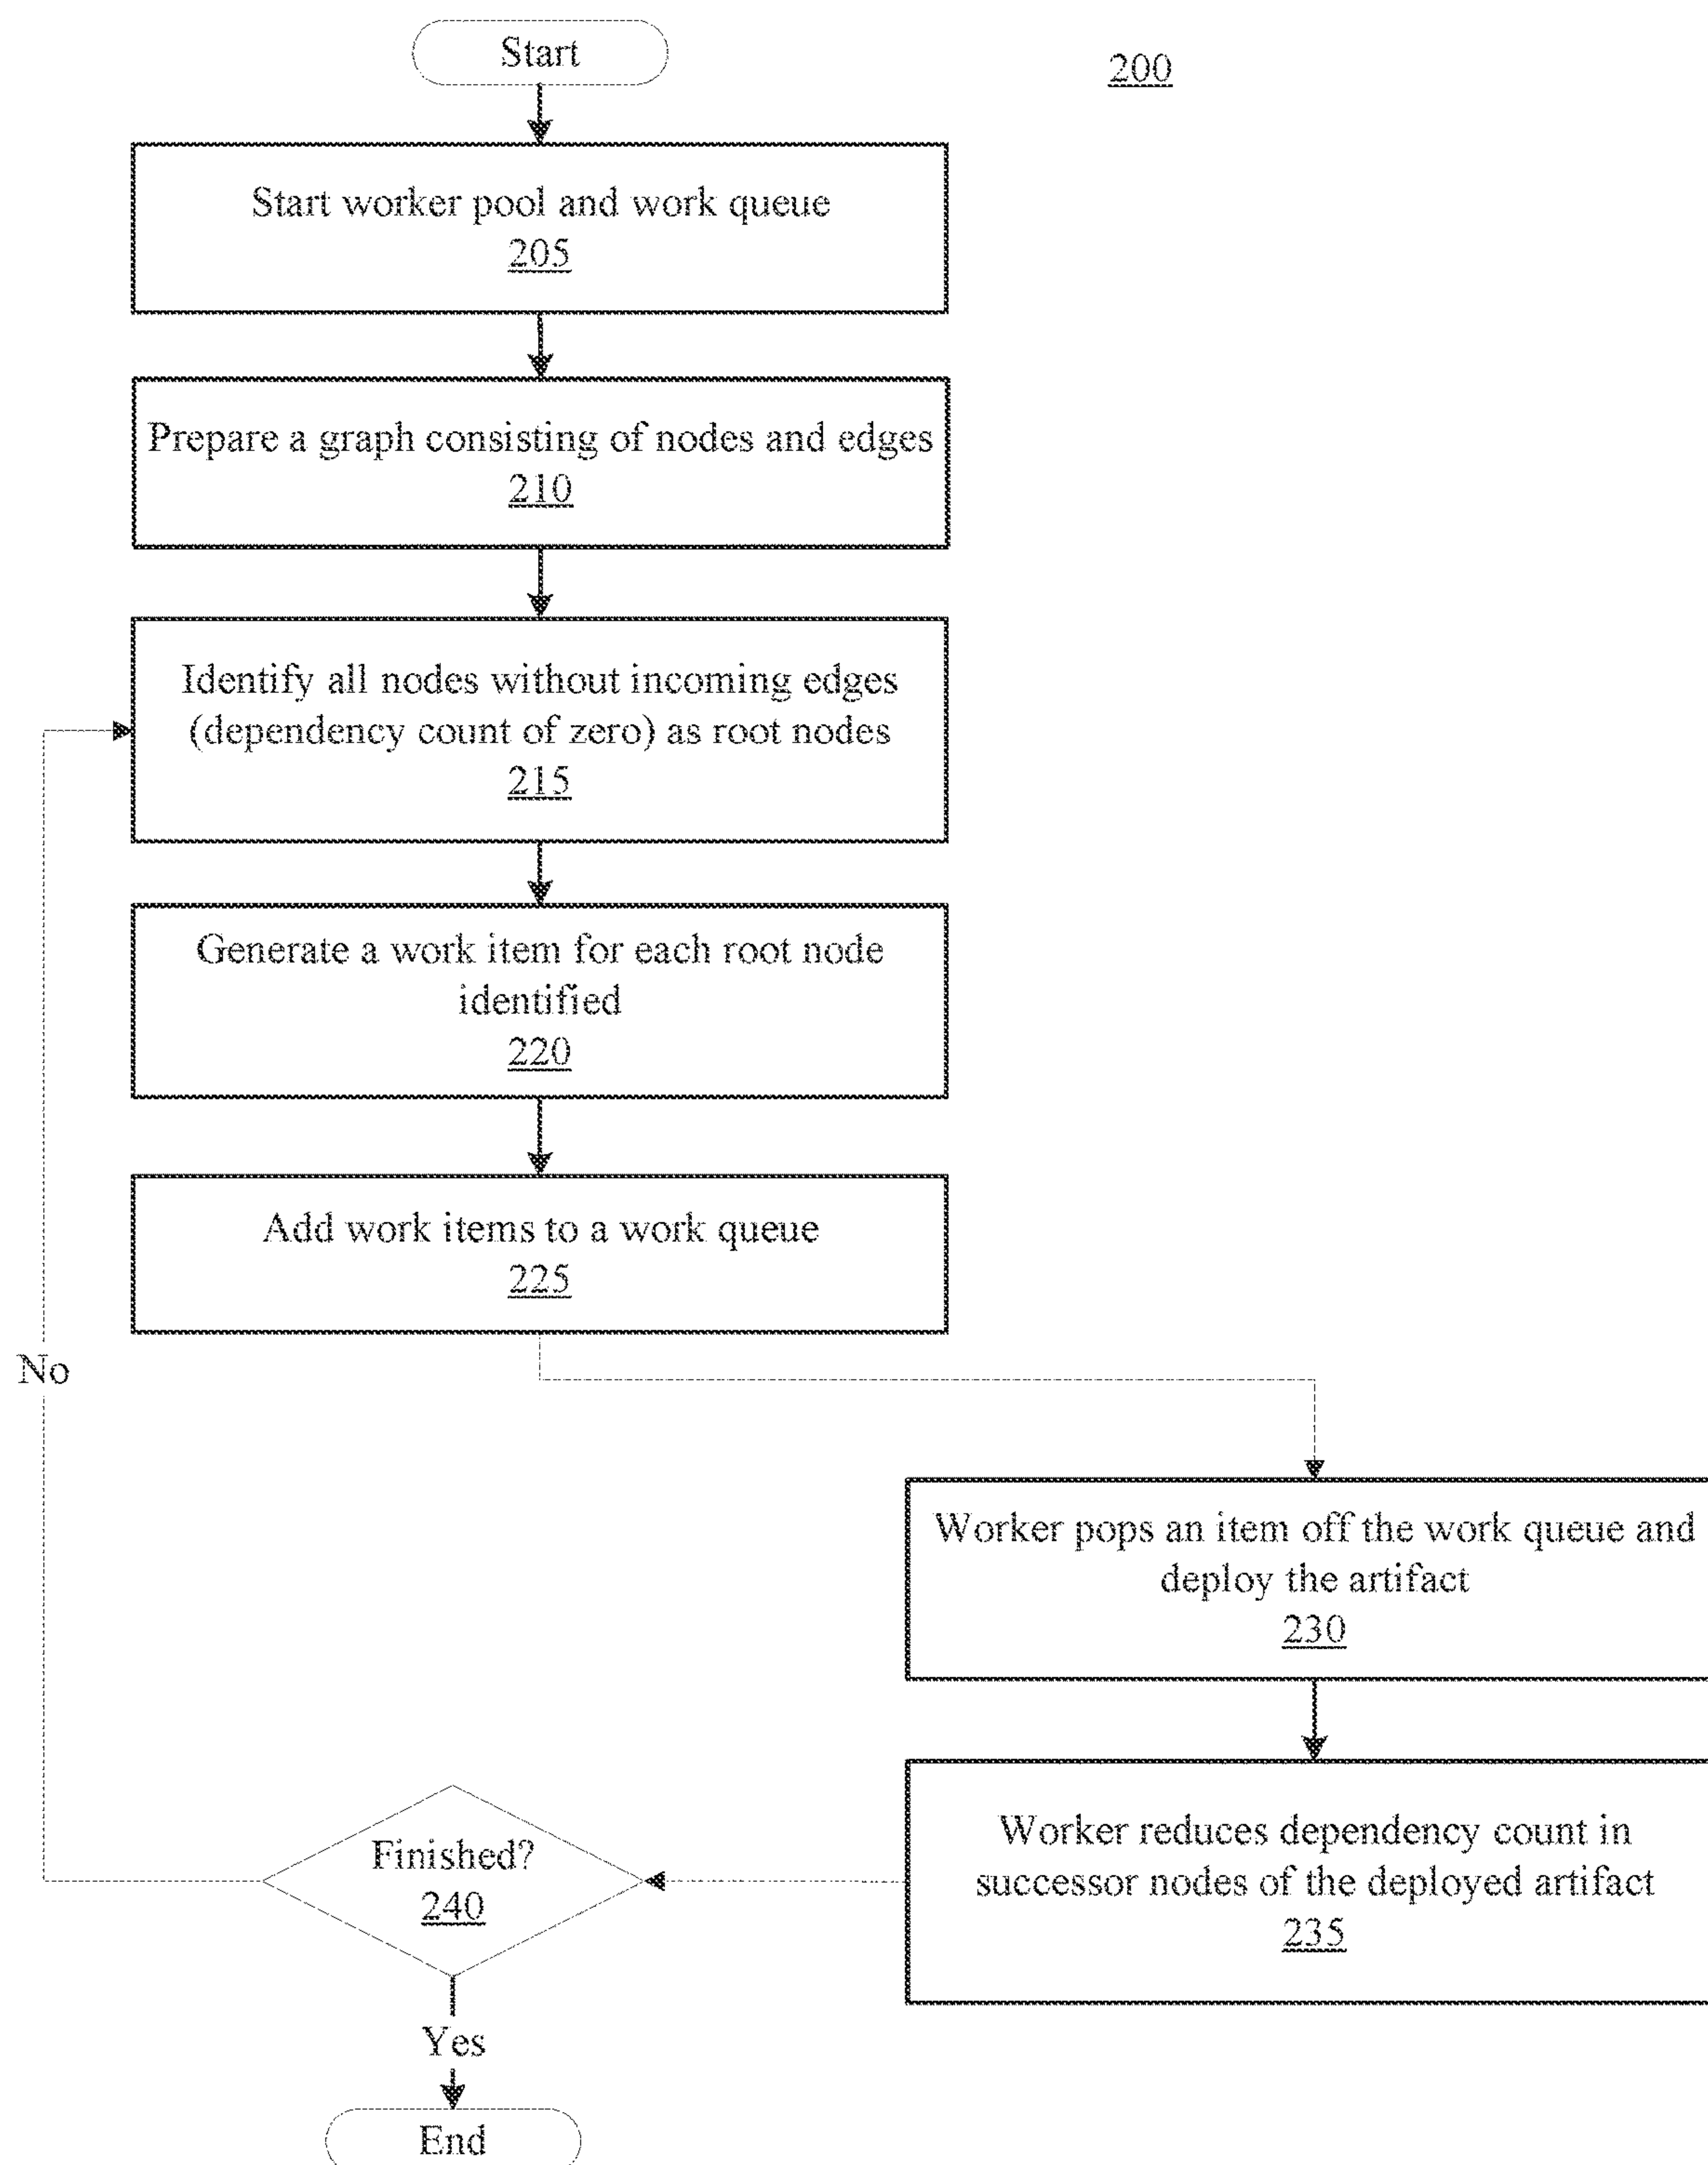 Start
200
Start worker pool and work queue
205
Prepare a graph consisting of nodes and edges
210
Identify all nodes without incoming edges
(dependency count of zero) as root nodes
215
Generate a work item for each root node
identified
220
Add work items to a work queue
225
No
Worker pops an item off the work queue and
deploy the artifact
230
Worker reduces dependency count in
successor nodes of the deployed artifact
235
Finished?
240
Yes
End